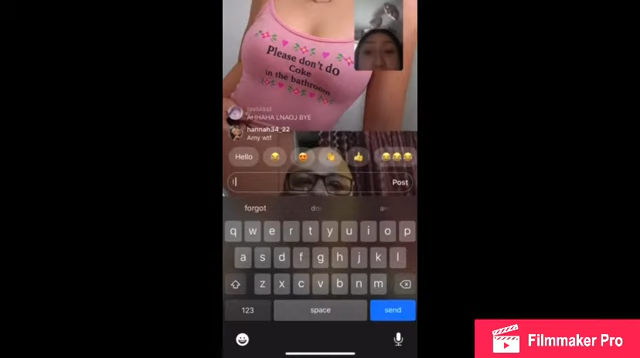 Please don't do
Coke
in the bathroom
AHHAHA LNAOJ BYE
hannah34_22
Amy wtf
Hello
Post
forgot
q w e r t y u i o p
a s d f g h j k l
z x c v b n m
123
space
send
Filmmaker Pro